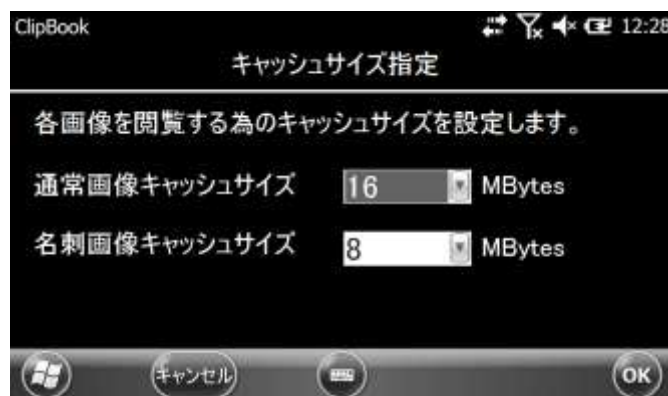 ClipBook 12:28
キャッシュサイズ指定
各画像を閲覧する為のキャッシュサイズを設定します。
通常画像キャッシュサイズ 16 MBytes
名刺画像キャッシュサイズ 8 MBytes
キャンセル OK